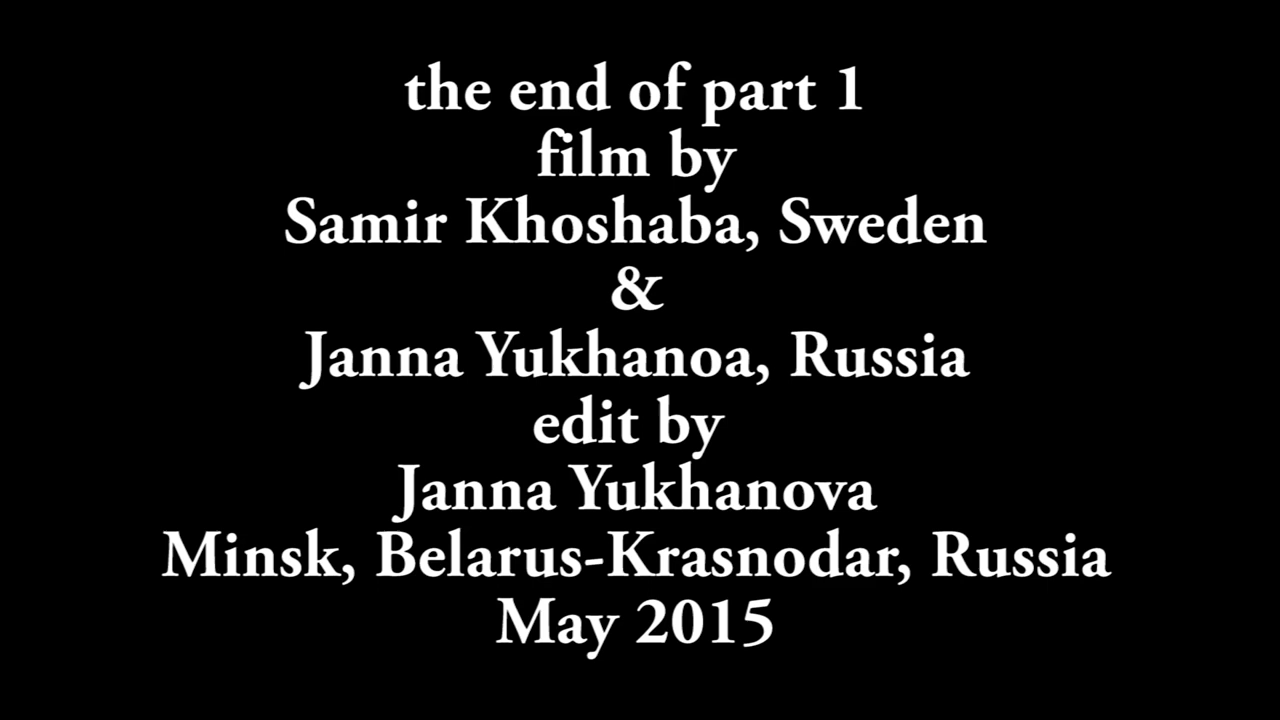 the end of part 1
film by
Samir Khoshaba, Sweden
&
Janna Yukhanoa, Russia
edit by
Janna Yukhanova
Minsk, Belarus-Krasnodar, Russia
May 2015